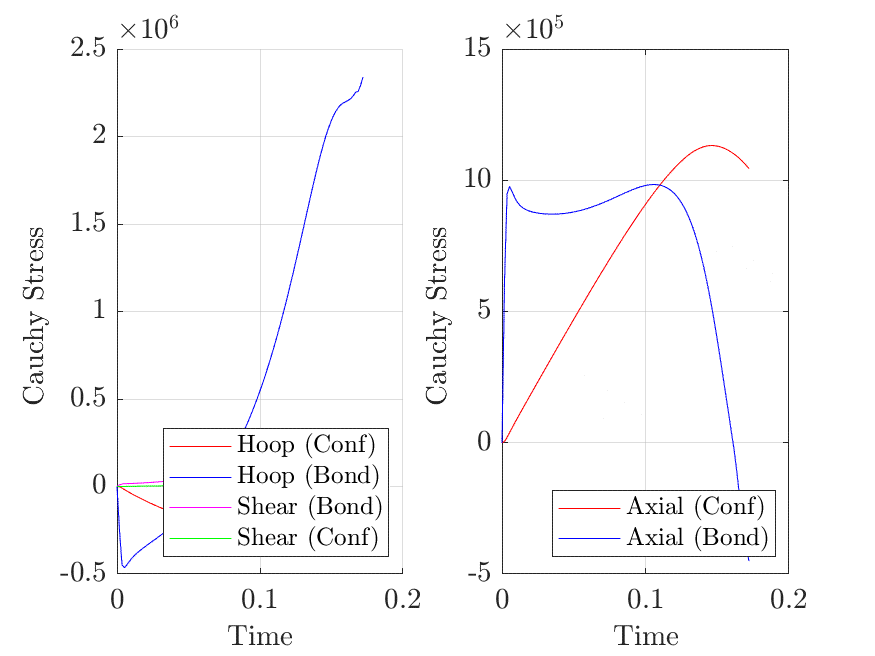 ×10^6
2.5
2
1.5
1
0.5
0
-0.5
0
0.1
0.2
Cauchy Stress
Time
Hoop (Conf)
Hoop (Bond)
Shear (Bond)
Shear (Conf)
×10^5
15
10
5
0
-5
0
0.1
0.2
Cauchy Stress
Time
Axial (Conf)
Axial (Bond)